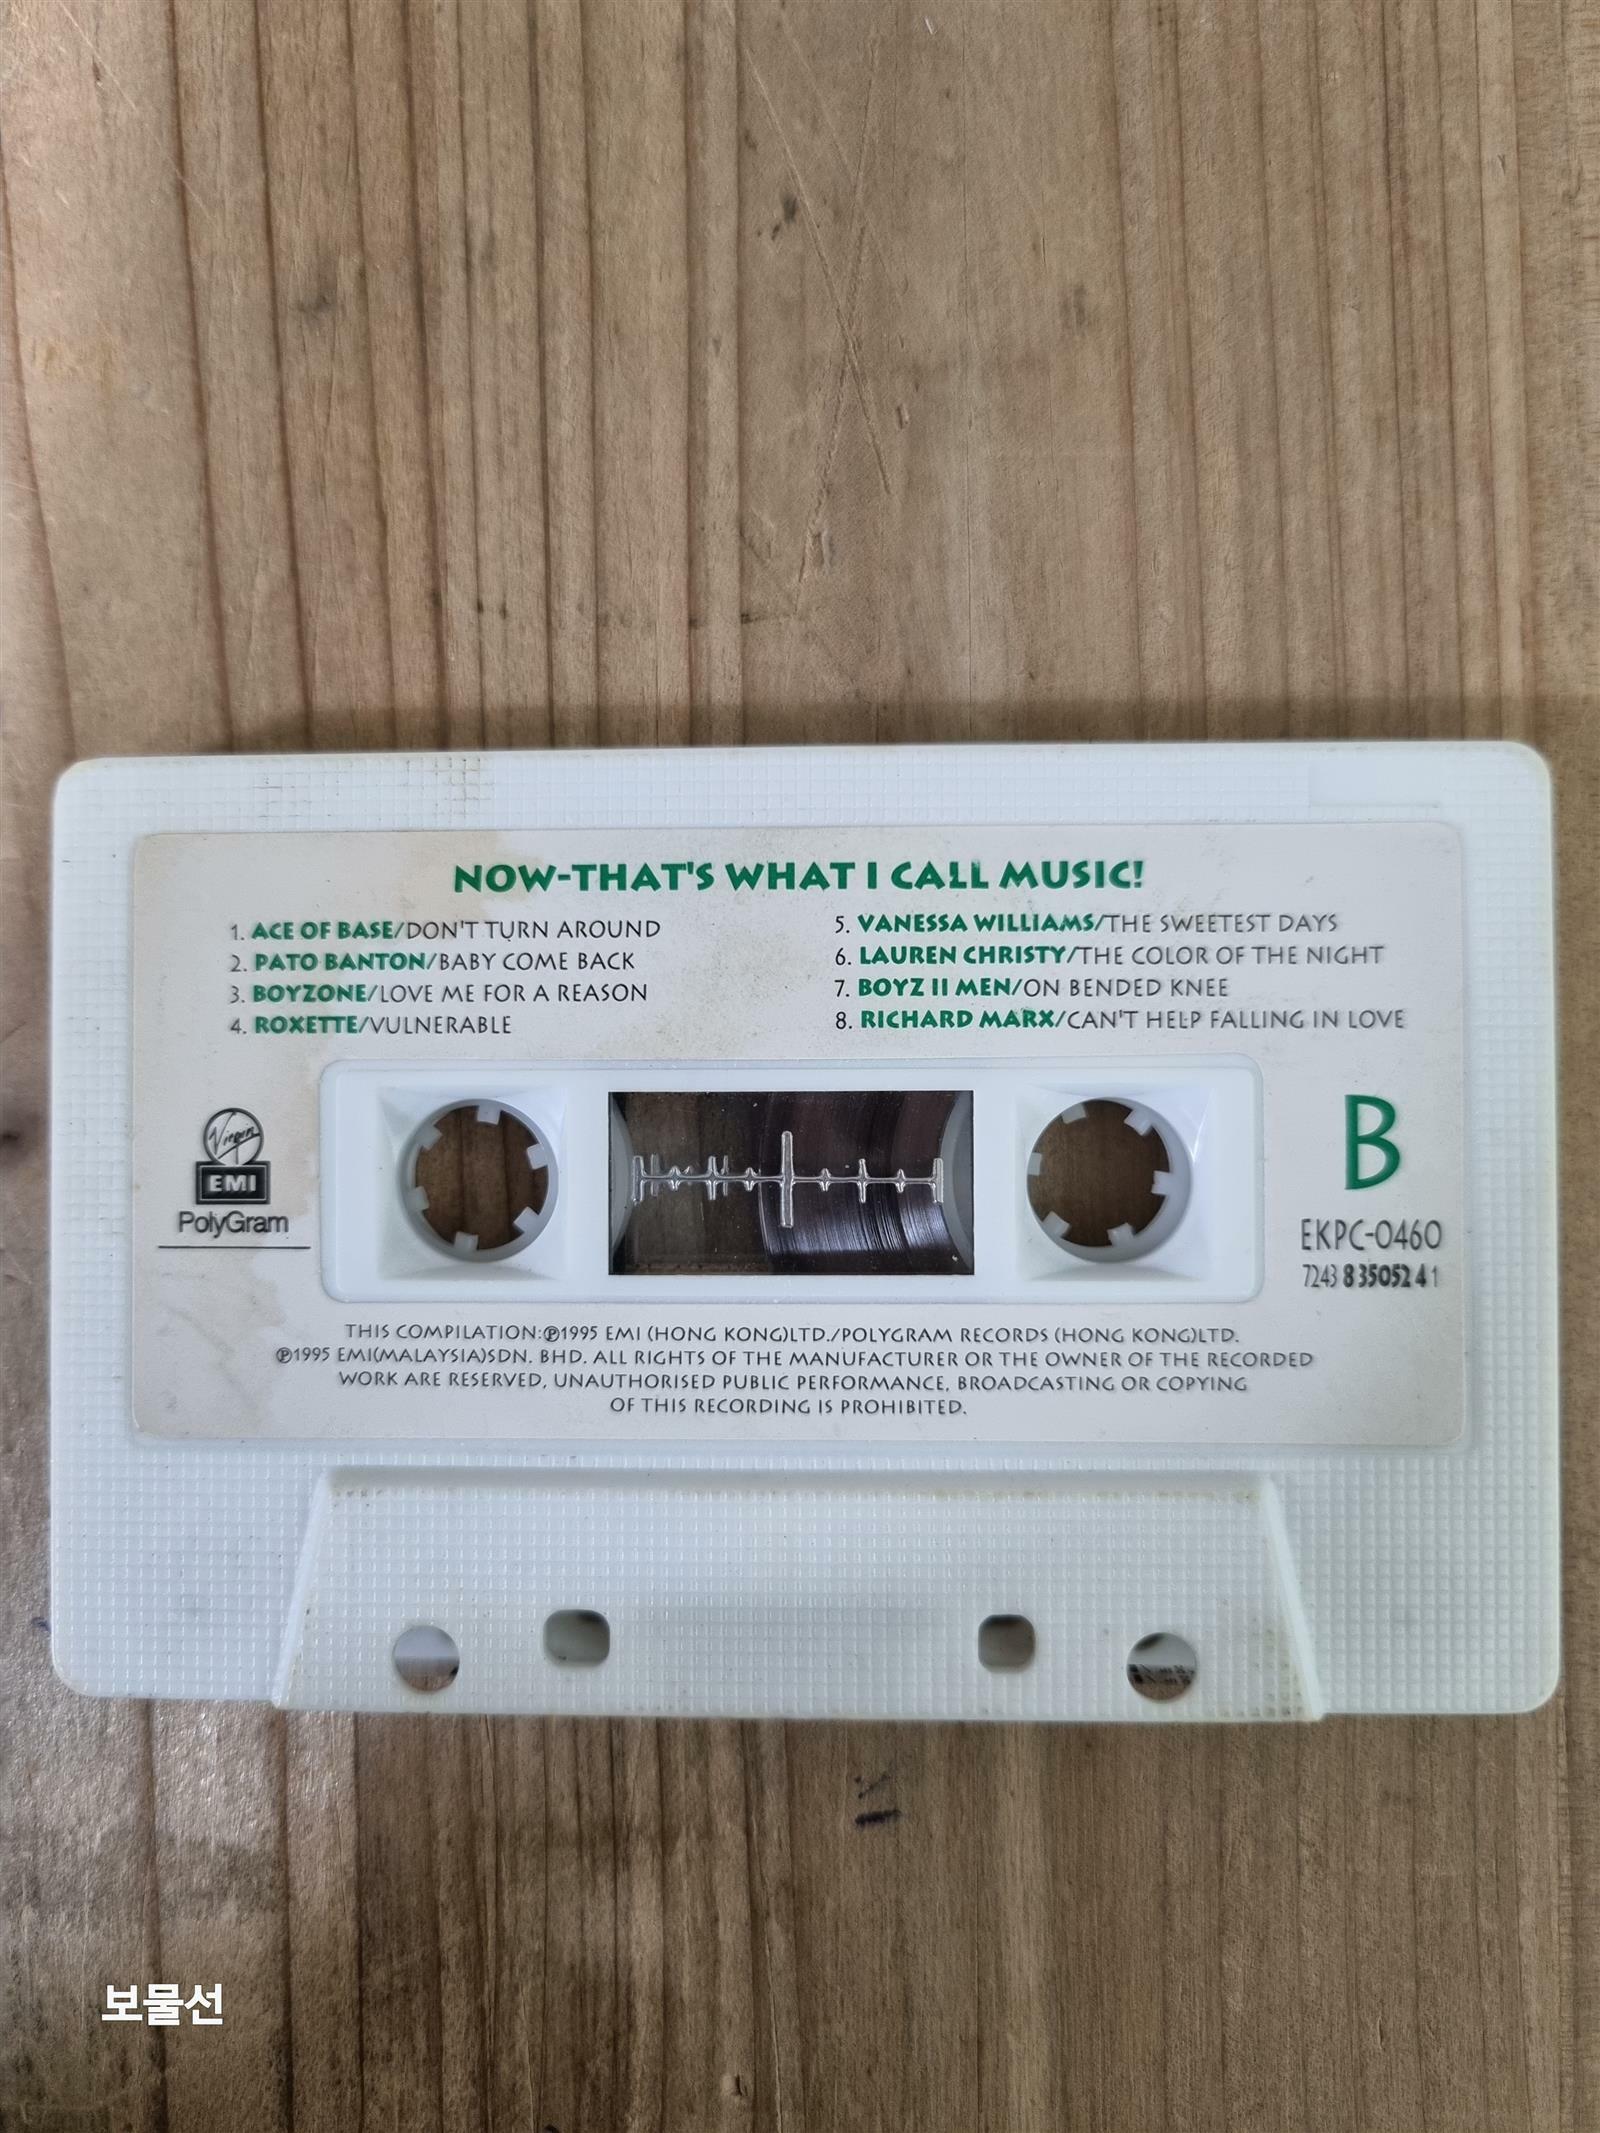 NOW-THAT'S WHAT I CALL MUSIC!
1. ACE OF BASE/DON'T TURN AROUND
2. PATO BANTON/BABY COME BACK
3. BOYZONE/LOVE ME FOR A REASON
4. ROXETTE/VULNERABLE
5. VANESSA WILLIAMS/THE SWEETEST DAYS
6. LAUREN CHRISTY/THE COLOR OF THE NIGHT
7. BOYZ II MEN/ON BENDED KNEE
8. RICHARD MARX/CAN'T HELP FALLING IN LOVE
Virgin
EMI
PolyGram
B
EKPC-0460
7243 8 35052 4 1
THIS COMPILATION:℗1995 EMI (HONG KONG)LTD./POLYGRAM RECORDS (HONG KONG)LTD.
℗1995 EMI(MALAYSIA)SDN. BHD. ALL RIGHTS OF THE MANUFACTURER OR THE OWNER OF THE RECORDED
WORK ARE RESERVED, UNAUTHORISED PUBLIC PERFORMANCE, BROADCASTING OR COPYING
OF THIS RECORDING IS PROHIBITED.
보물선